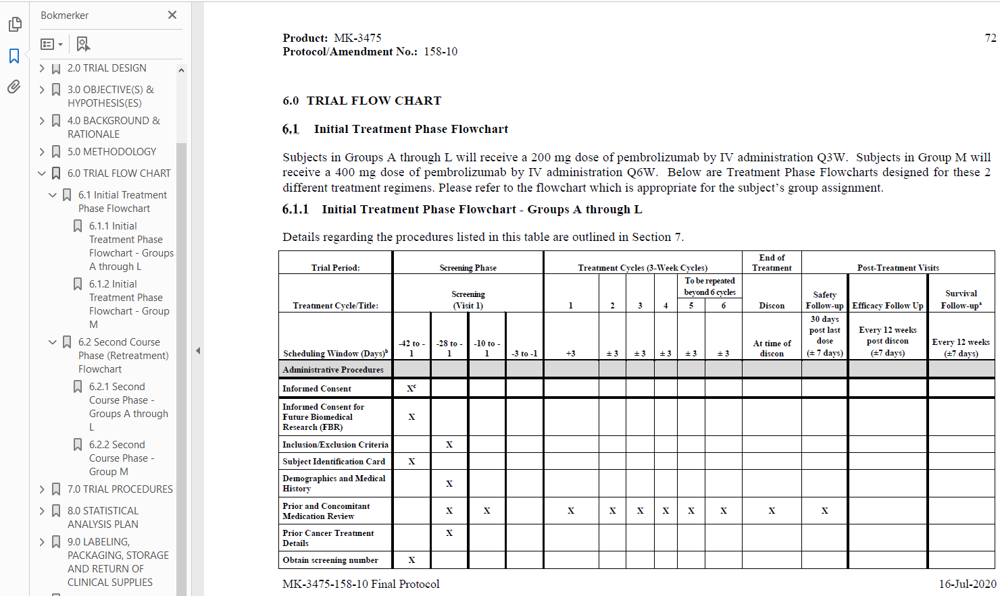 Bokmerker
2.0 TRIAL DESIGN
3.0 OBJECTIVE(S) &
HYPOTHESIS(ES)
4.0 BACKGROUND &
RATIONALE
5.0 METHODOLOGY
6.0 TRIAL FLOW CHART
6.1 Initial Treatment
Phase Flowchart
6.1.1 Initial
Treatment Phase
Flowchart - Groups
A through L
6.1.2 Initial
Treatment Phase
Flowchart - Group
M
6.2 Second Course
Phase (Retreatment)
Flowchart
6.2.1 Second
Course Phase -
Groups A through
L
6.2.2 Second
Course Phase -
Group M
7.0 TRIAL PROCEDURES
8.0 STATISTICAL
ANALYSIS PLAN
9.0 LABELING,
PACKAGING, STORAGE
AND RETURN OF
CLINICAL SUPPLIES
Product: MK-3475 72
Protocol/Amendment No.: 158-10
6.0 TRIAL FLOW CHART
6.1 Initial Treatment Phase Flowchart
Subjects in Groups A through L will receive a 200 mg dose of pembrolizumab by IV administration Q3W. Subjects in Group M will
receive a 400 mg dose of pembrolizumab by IV administration Q6W. Below are Treatment Phase Flowcharts designed for these 2
different treatment regimens. Please refer to the flowchart which is appropriate for the subject's group assignment.
6.1.1 Initial Treatment Phase Flowchart - Groups A through L
Details regarding the procedures listed in this table are outlined in Section 7.
Trial Period: Screening Phase Treatment Cycles (3-Week Cycles) End of Treatment Post-Treatment Visits
Treatment Cycle/Title: Screening (Visit 1) 1 2 3 4 To be repeated beyond 6 cycles 5 6 Discon Safety Follow-up Efficacy Follow Up Survival Follow-upª
Scheduling Window (Days)ᵇ -42 to -1 -28 to -1 -10 to -1 -3 to -1 +3 ± 3 ± 3 ± 3 ± 3 ± 3 At time of discon 30 days post last dose (± 7 days) Every 12 weeks post discon (±7 days) Every 12 weeks (±7 days)
Administrative Procedures
Informed Consent Xᶜ
Informed Consent for
Future Biomedical X
Research (FBR)
Inclusion/Exclusion Criteria X
Subject Identification Card X
Demographics and Medical
History X
Prior and Concomitant
Medication Review X X X X X X X X X X
Prior Cancer Treatment
Details X
Obtain screening number X
MK-3475-158-10 Final Protocol 16-Jul-2020